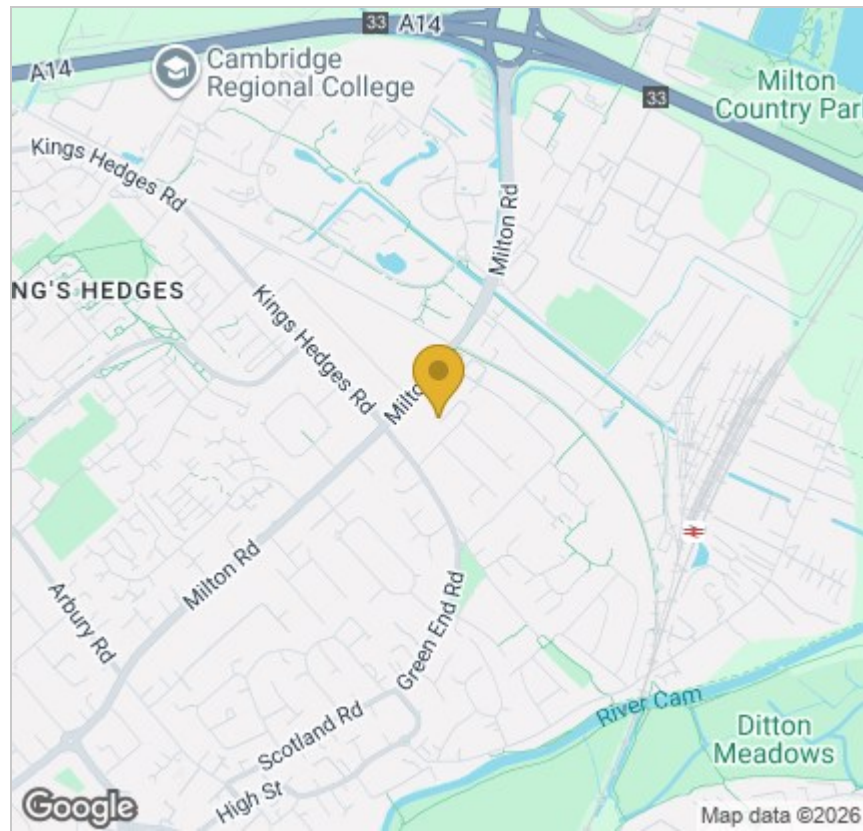 33
A14
A14
Cambridge
Regional College
33
Milton
Country Par
Kings Hedges Rd
Milton Rd
NG'S HEDGES
Kings Hedges Rd
Milto
Milton Rd
Arbury Rd
Green End Rd
Scotland Rd
High St
River Cam
Ditton
Meadows
Google
Map data ©2026